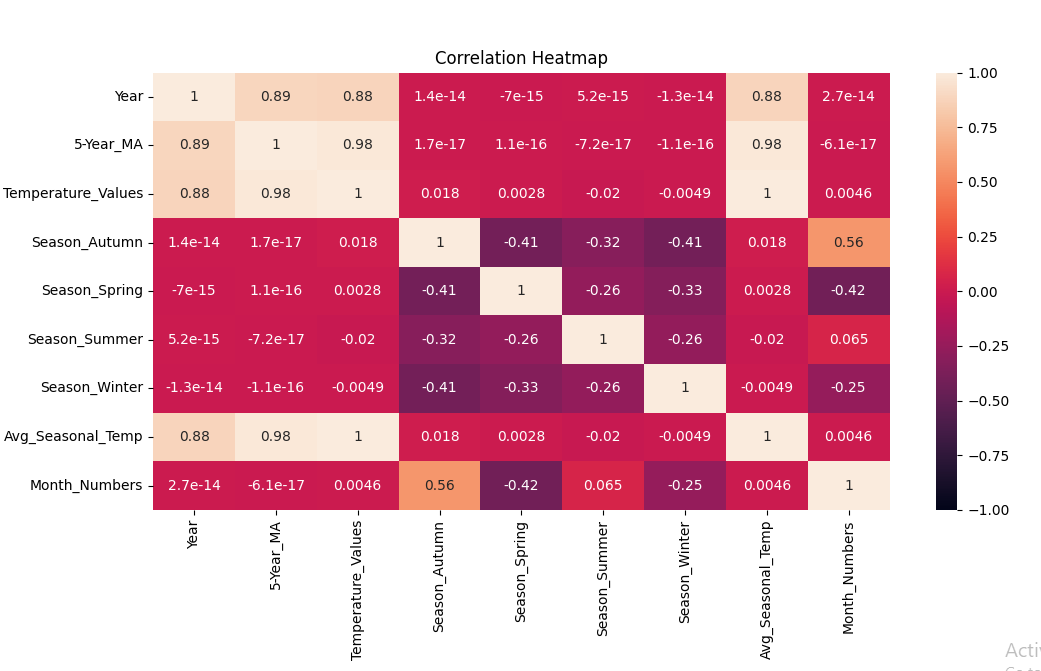 Correlation Heatmap
Year 1 0.89 0.88 1.4e-14 -7e-15 5.2e-15 -1.3e-14 0.88 2.7e-14
5-Year_MA 0.89 1 0.98 1.7e-17 1.1e-16 -7.2e-17 -1.1e-16 0.98 -6.1e-17
Temperature_Values 0.88 0.98 1 0.018 0.0028 -0.02 -0.0049 1 0.0046
Season_Autumn 1.4e-14 1.7e-17 0.018 1 -0.41 -0.32 -0.41 0.018 0.56
Season_Spring -7e-15 1.1e-16 0.0028 -0.41 1 -0.26 -0.33 0.0028 -0.42
Season_Summer 5.2e-15 -7.2e-17 -0.02 -0.32 -0.26 1 -0.26 -0.02 0.065
Season_Winter -1.3e-14 -1.1e-16 -0.0049 -0.41 -0.33 -0.26 1 -0.0049 -0.25
Avg_Seasonal_Temp 0.88 0.98 1 0.018 0.0028 -0.02 -0.0049 1 0.0046
Month_Numbers 2.7e-14 -6.1e-17 0.0046 0.56 -0.42 0.065 -0.25 0.0046 1
Year
5-Year_MA
Temperature_Values
Season_Autumn
Season_Spring
Season_Summer
Season_Winter
Avg_Seasonal_Temp
Month_Numbers
1.00
0.75
0.50
0.25
0.00
−0.25
−0.50
−0.75
−1.00